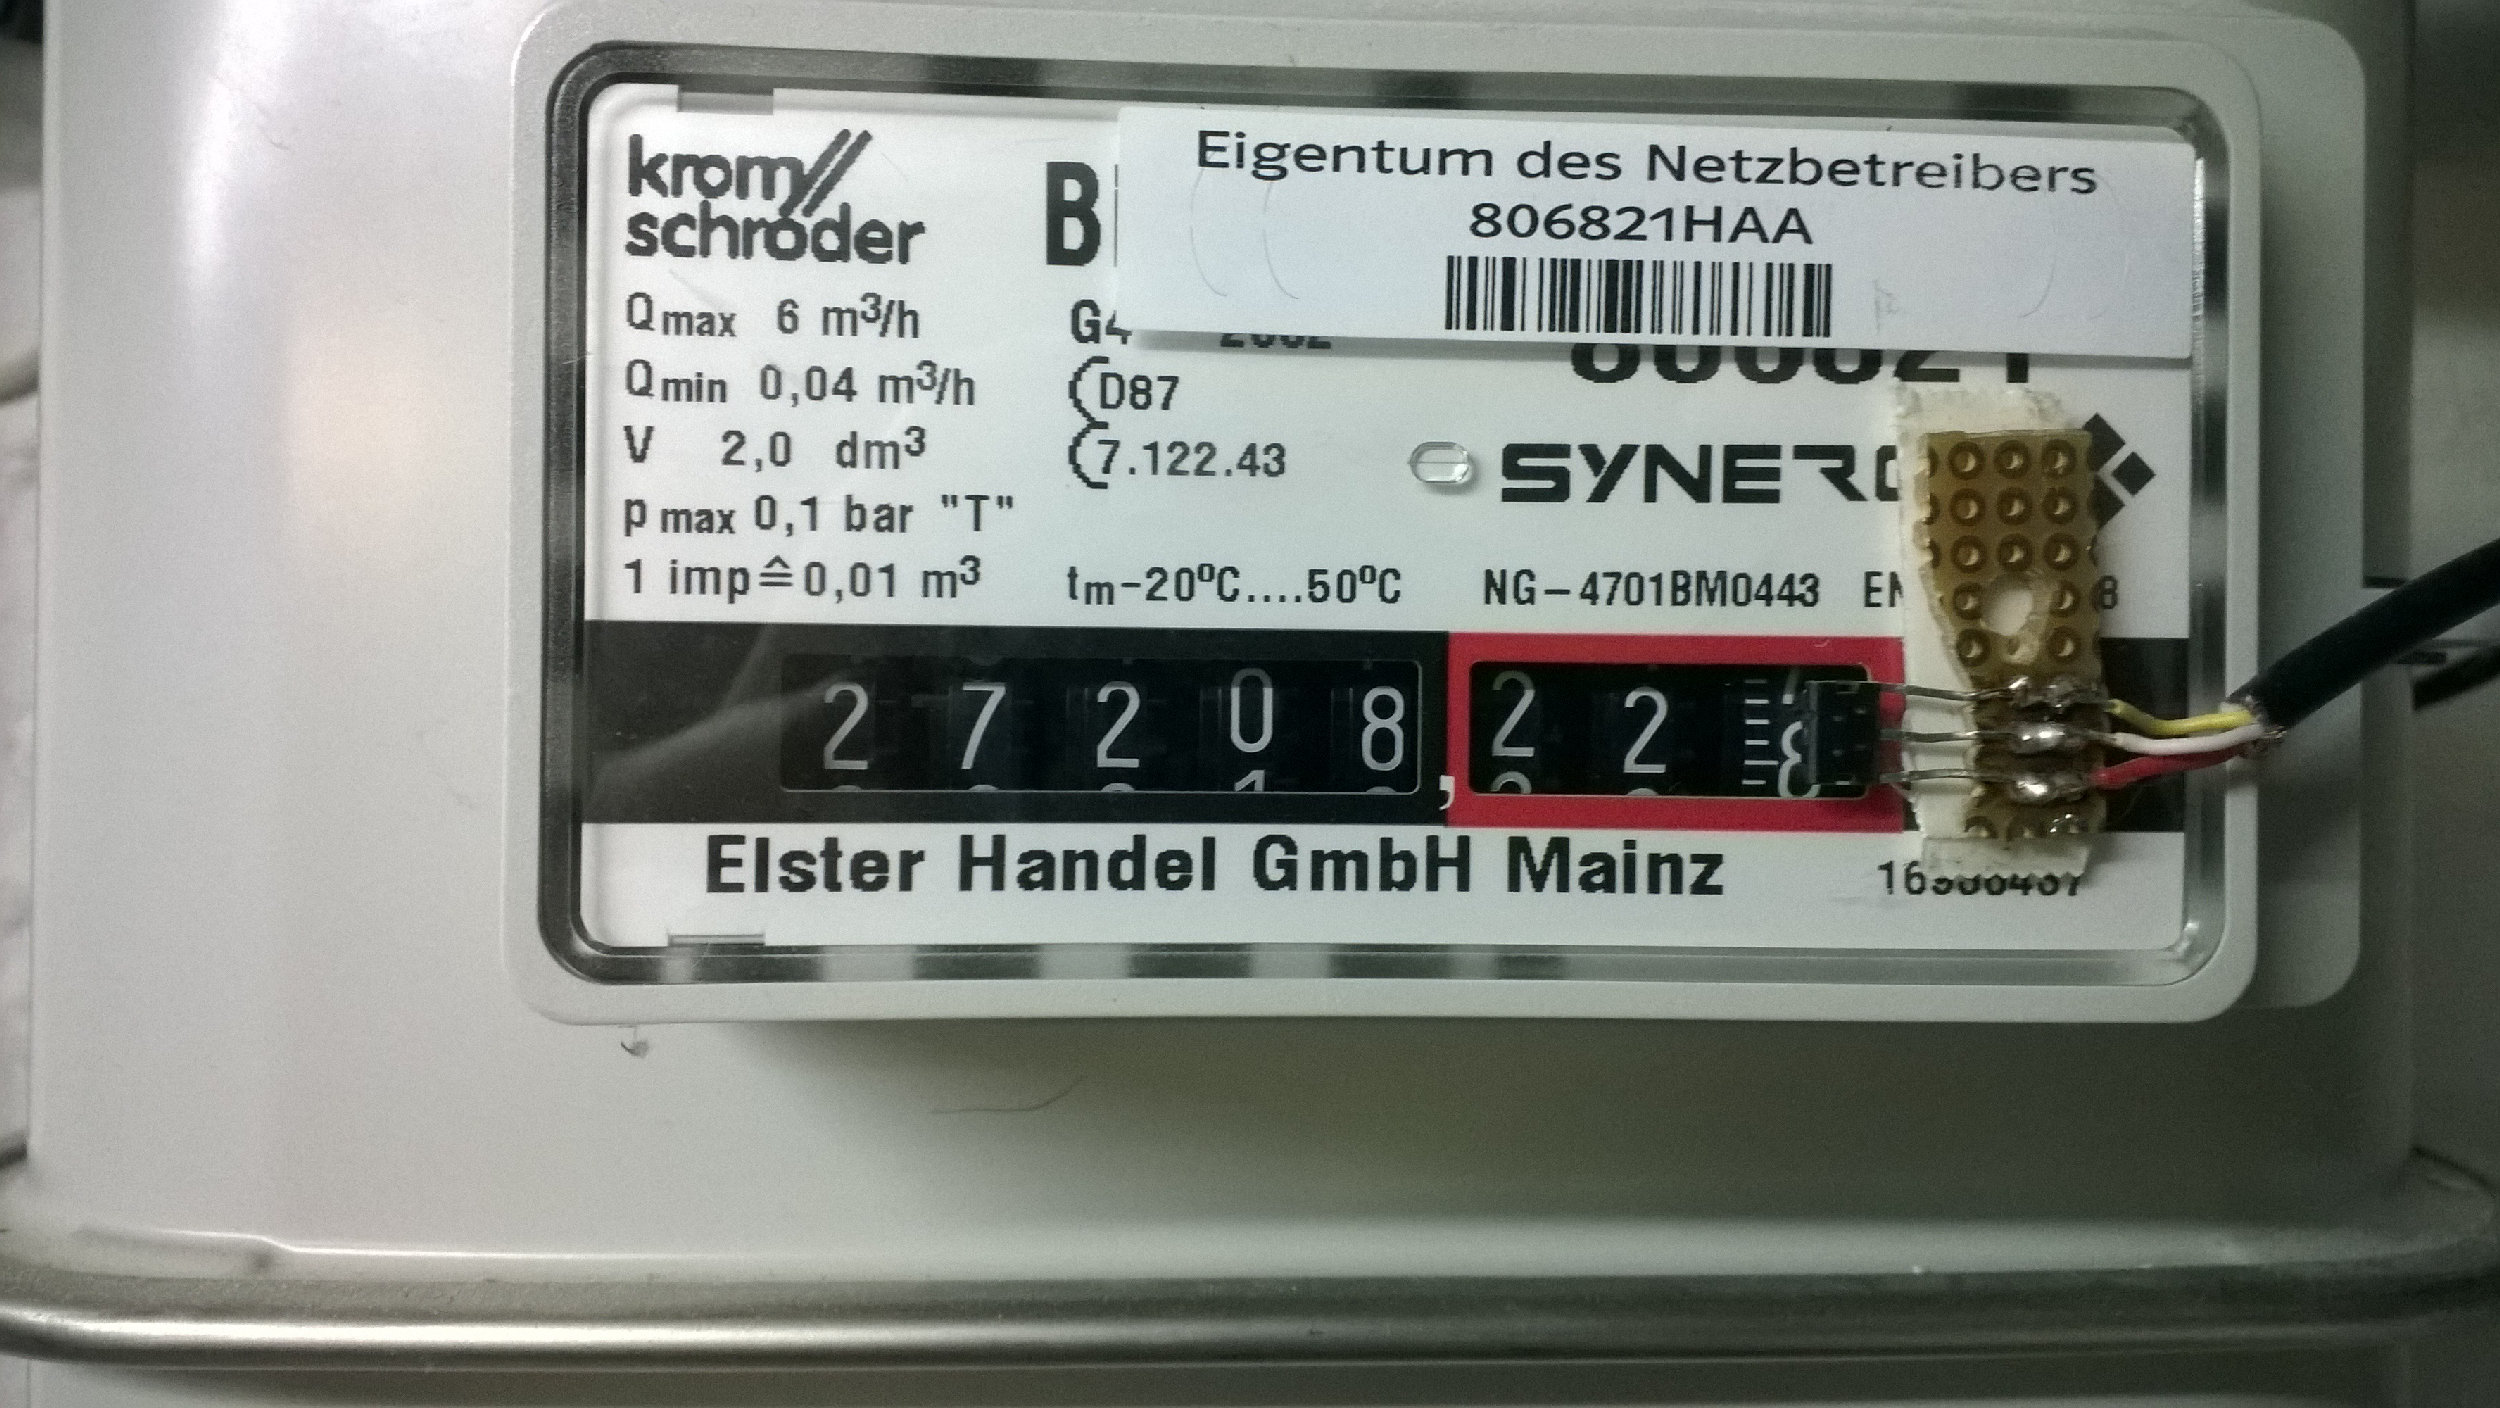 krom//
schröder
Eigentum des Netzbetreibers
806821HAA
Qmax 6 m³/h
G4
Qmin 0,04 m³/h
D87
V 2,0 dm³
7.122.43
p max 0,1 bar "T"
1 imp≙0,01 m³
tm-20°C....50°C
NG-4701BM0443
27208,22
Elster Handel GmbH Mainz